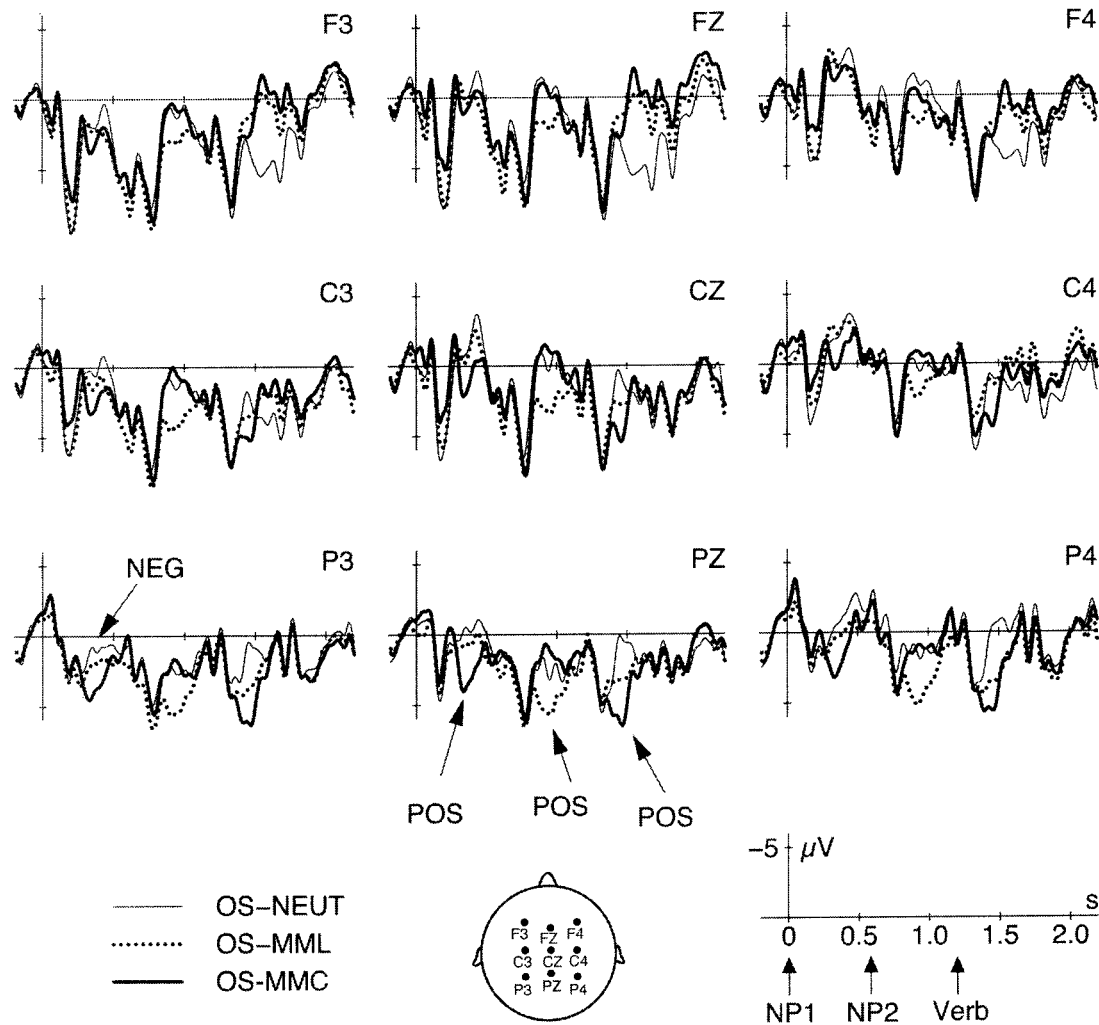 F3 FZ F4
C3 CZ C4
P3 PZ P4
NEG
POS POS POS
−5 µV
s
0 0.5 1.0 1.5 2.0
NP1 NP2 Verb
OS−NEUT
OS−MML
OS-MMC
F3 FZ F4
C3 CZ C4
P3 PZ P4